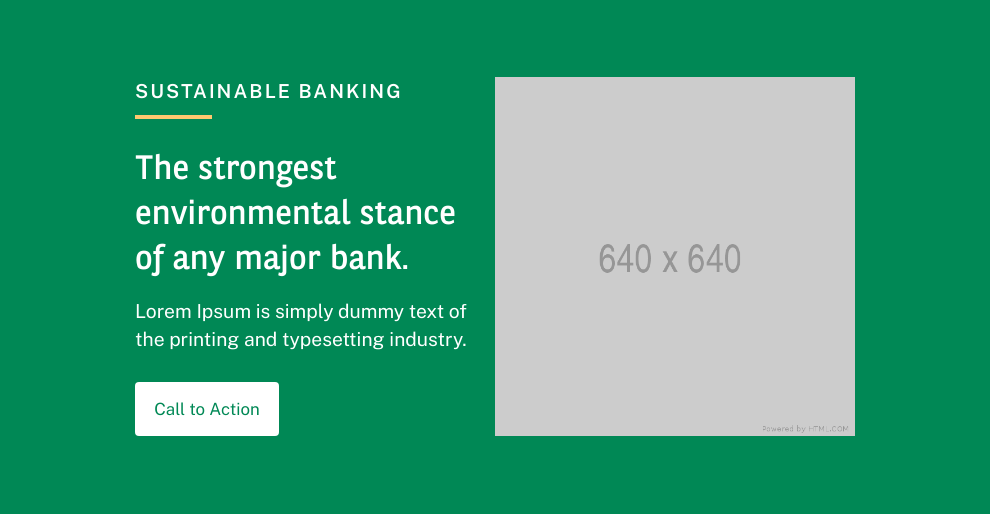 SUSTAINABLE BANKING
The strongest
environmental stance
of any major bank.
Lorem Ipsum is simply dummy text of
the printing and typesetting industry.
Call to Action
640 x 640
Powered by HTML.COM